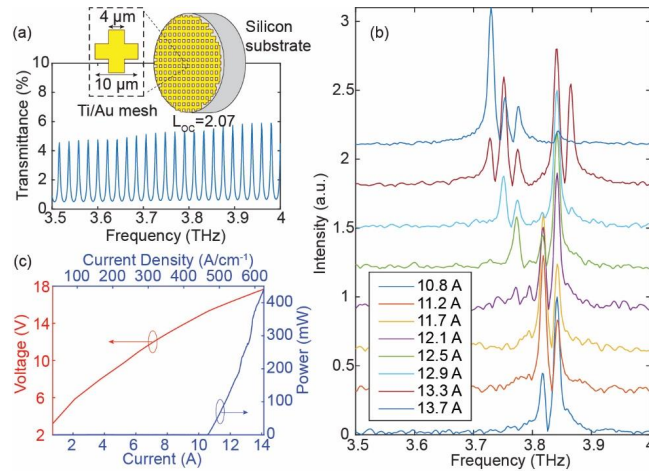 (a)
4 μm
10 μm
Ti/Au mesh
Silicon
substrate
L_OC=2.07
Transmittance (%)
10
8
6
4
2
0
3.5
3.6
3.7
3.8
3.9
4
Frequency (THz)
(c)
Current Density (A/cm⁻¹)
100 200 300 400 500 600
Voltage (V)
18
14
10
6
2
Power (mW)
400
300
200
100
0
2 4 6 8 10 12 14
Current (A)
(b)
Intensity (a.u.)
3
2.5
2
1.5
1
0.5
0
10.8 A
11.2 A
11.7 A
12.1 A
12.5 A
12.9 A
13.3 A
13.7 A
3.5 3.6 3.7 3.8 3.9 4
Frequency (THz)